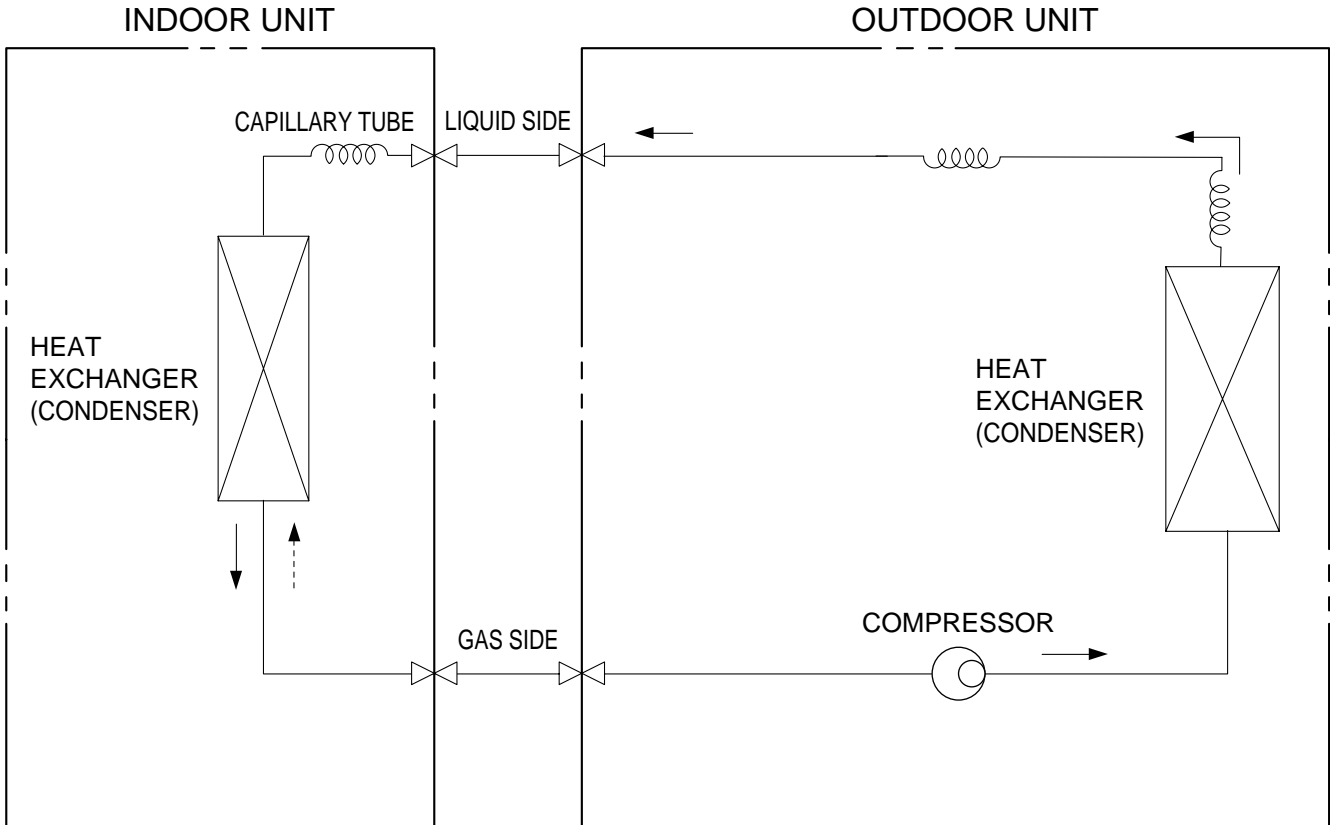 INDOOR UNIT
OUTDOOR UNIT
CAPILLARY TUBE
LIQUID SIDE
HEAT
EXCHANGER
(CONDENSER)
HEAT
EXCHANGER
(CONDENSER)
GAS SIDE
COMPRESSOR